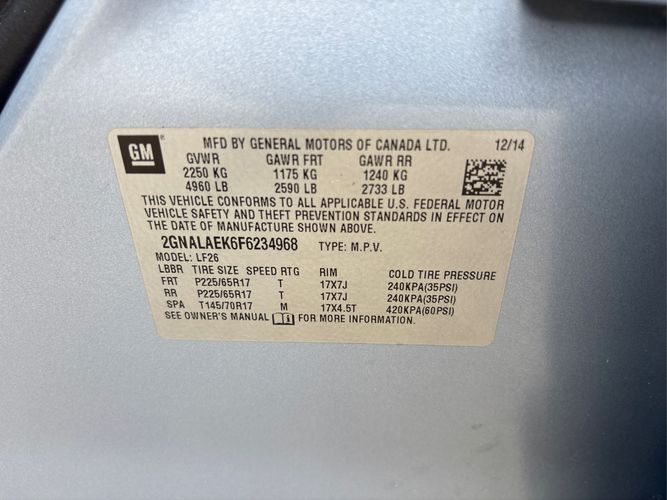 GM ® MFD BY GENERAL MOTORS OF CANADA LTD. 12/14
GVWR GAWR FRT GAWR RR
2250 KG 1175 KG 1240 KG
4960 LB 2590 LB 2733 LB
THIS VEHICLE CONFORMS TO ALL APPLICABLE U.S. FEDERAL MOTOR
VEHICLE SAFETY AND THEFT PREVENTION STANDARDS IN EFFECT ON
THE DATE OF MANUFACTURE SHOWN ABOVE.
2GNALAEK6F6234968 TYPE: M.P.V.
MODEL: LF26
LBBR TIRE SIZE SPEED RTG RIM COLD TIRE PRESSURE
FRT P225/65R17 T 17X7J 240KPA(35PSI)
RR P225/65R17 T 17X7J 240KPA(35PSI)
SPA T145/70R17 M 17X4.5T 420KPA(60PSI)
SEE OWNER'S MANUAL FOR MORE INFORMATION.